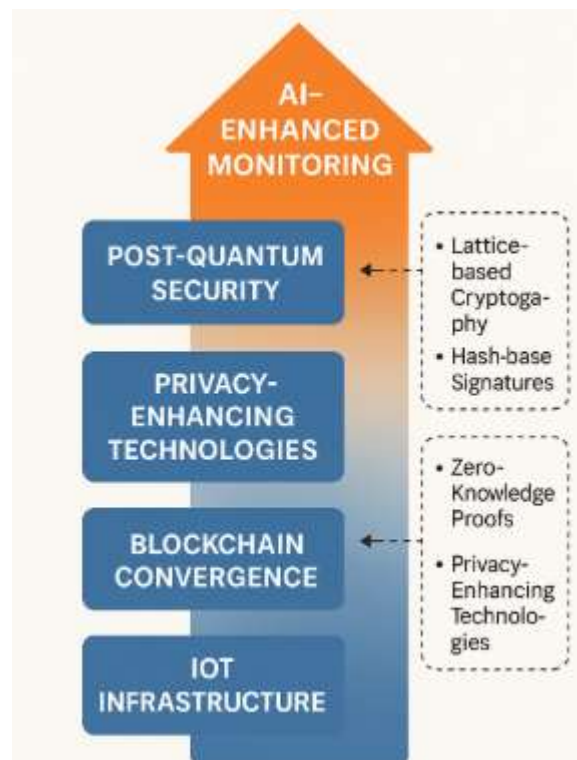 AI-
ENHANCED
MONITORING
POST-QUANTUM
SECURITY
PRIVACY-
ENHANCING
TECHNOLOGIES
BLOCKCHAIN
CONVERGENCE
IOT
INFRASTRUCTURE
• Lattice-
based
Cryptoga-
phy
• Hash-base
Signatures
• Zero-
Knowledge
Proofs
• Privacy-
Enhancing
Technolo-
gies